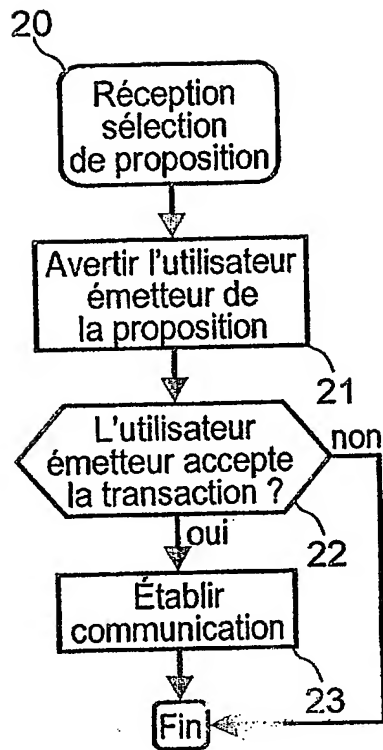 20
Réception
sélection
de proposition
Avertir l'utilisateur
émetteur de
la proposition
21
L'utilisateur
émetteur accepte
la transaction ?
non
22
oui
Établir
communication
23
Fin